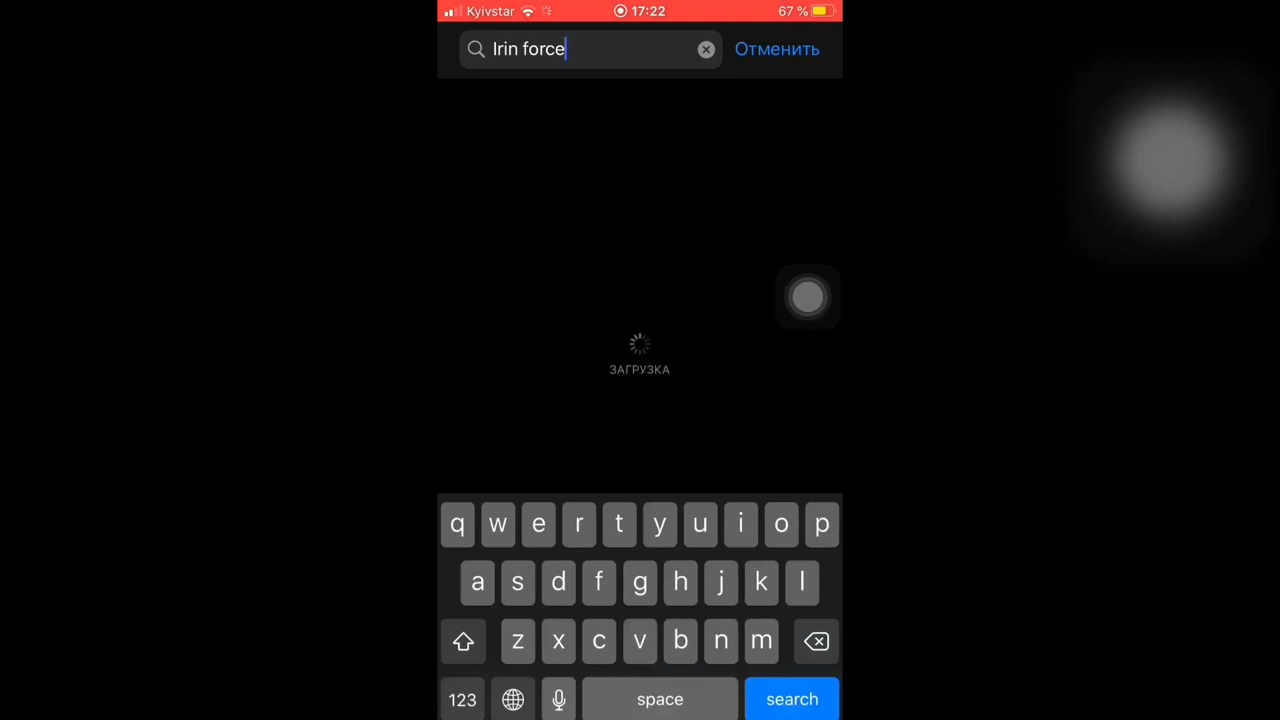 Kyivstar 17:22 67 %
Irin force Отменить
ЗАГРУЗКА
q w e r t y u i o p
a s d f g h j k l
z x c v b n m
123 space search